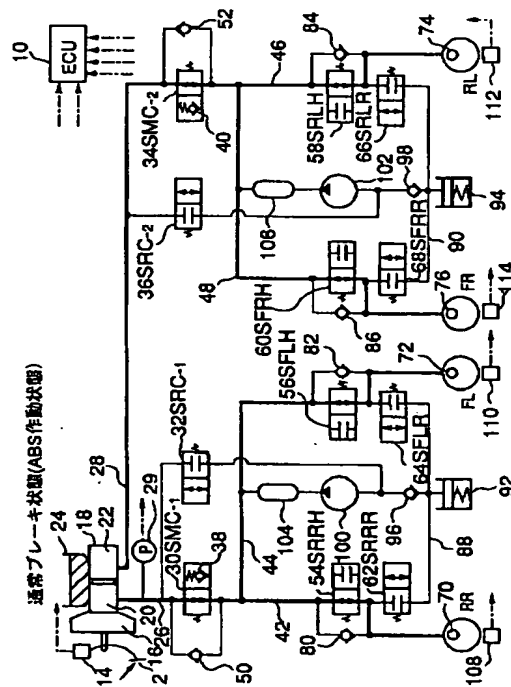 通常ブレーキ状態(ABS作動状態)
10
ECU
52
34SMC-2
40
46
84
74
RL
112
58SRLH
66SRLR
98
102
106
36SRC-2
94
90
68SFRR
48
60SFRH
86
76
FR
114
56SFLH
82
72
FL
110
64SFLR
32SRC-1
28
29
P
24
18
22
20
16
14
12
26
30SMC-1
38
44
104
100
96
92
88
54SRRH
62SRRR
42
50
80
70
RR
108